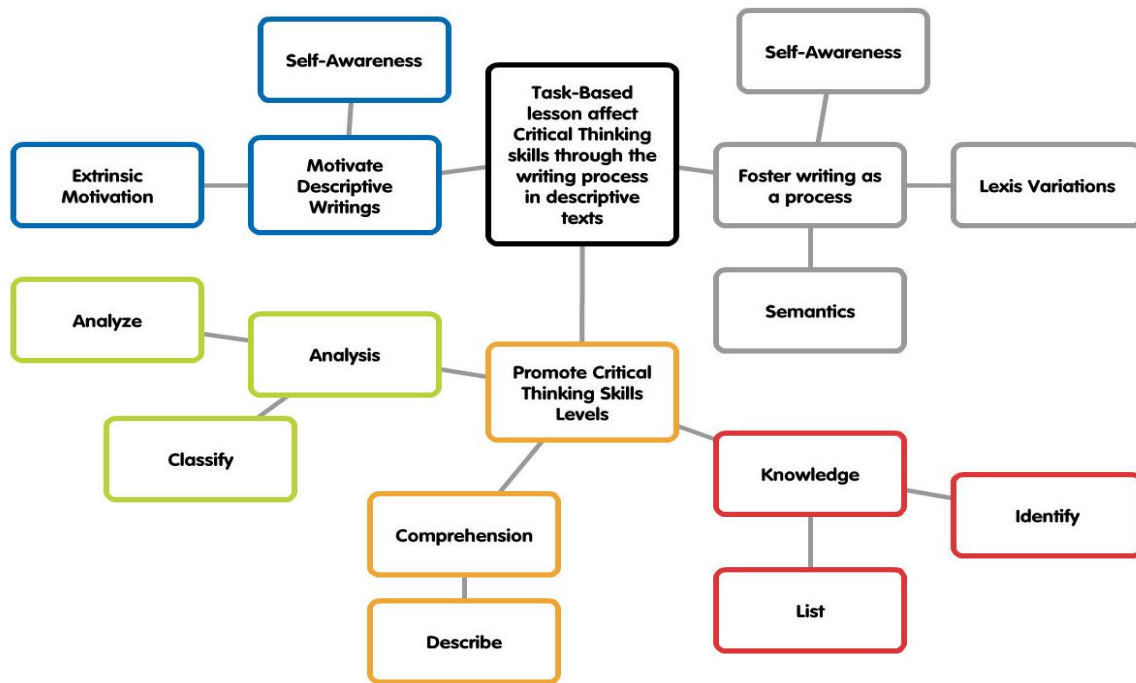 Self-Awareness
Extrinsic
Motivation
Motivate
Descriptive
Writings
Task-Based
lesson affect
Critical Thinking
skills through the
writing process
in descriptive
texts
Self-Awareness
Foster writing as
a process
Lexis Variations
Semantics
Analyze
Analysis
Classify
Promote Critical
Thinking Skills
Levels
Comprehension
Describe
Knowledge
Identify
List